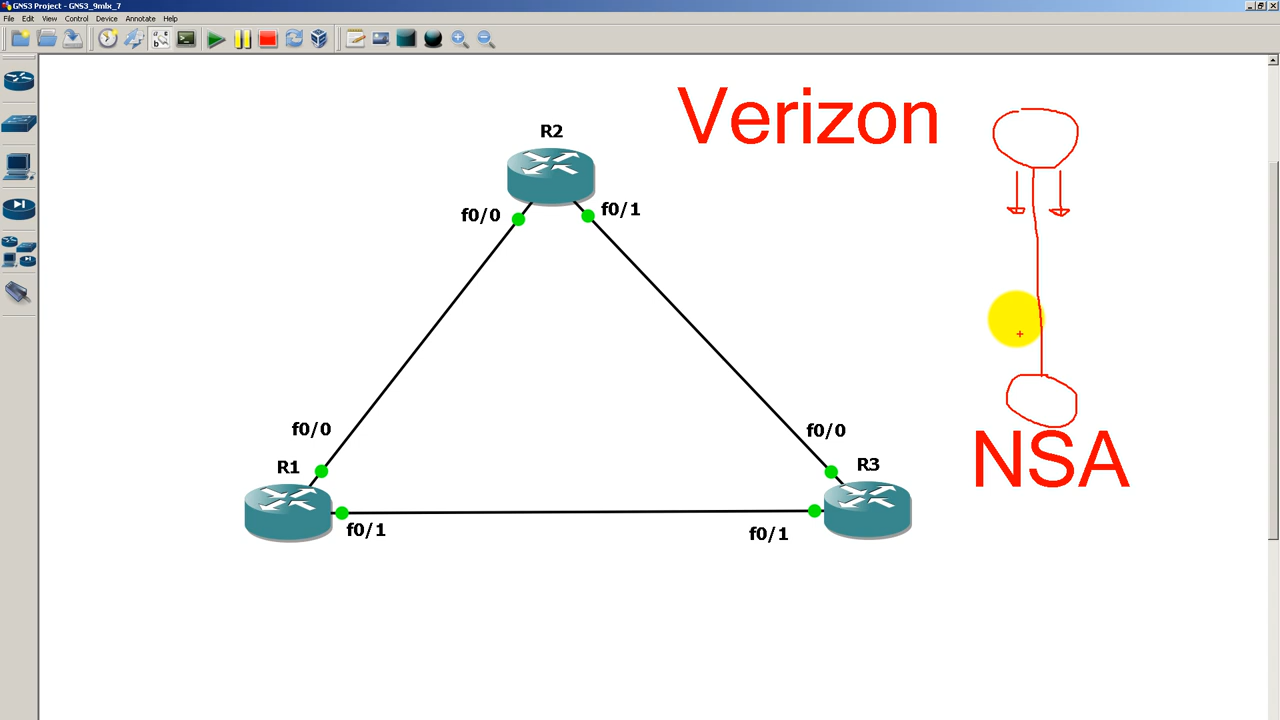 GNS3 Project - GNS3_9mlx_7
File Edit View Control Device Annotate Help
Verizon
R2
f0/0
f0/1
f0/0
f0/0
R1
R3
NSA
f0/1
f0/1